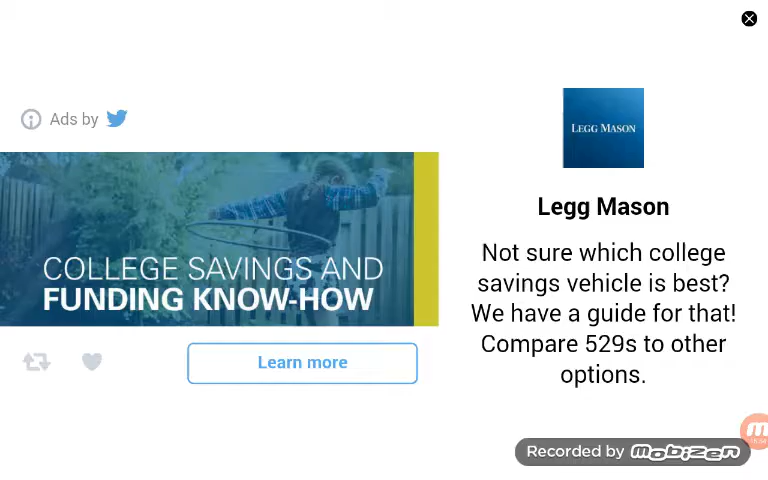 Ads by
LEGG MASON
COLLEGE SAVINGS AND
FUNDING KNOW-HOW
Legg Mason
Not sure which college
savings vehicle is best?
We have a guide for that!
Compare 529s to other
options.
Learn more
Recorded by mobizen